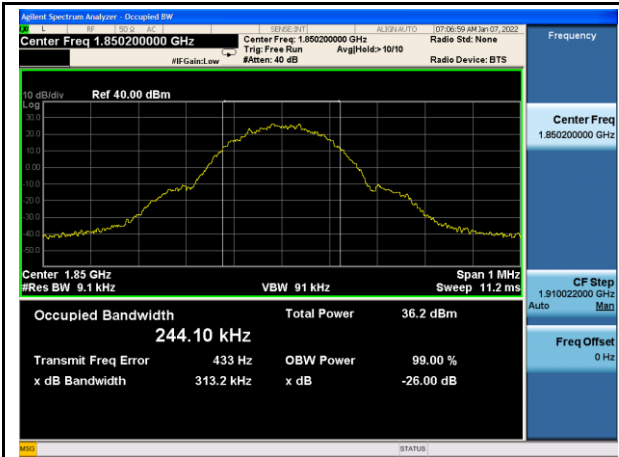 Agilent Spectrum Analyzer - Occupied BW
L RF 50 Ω AC SENSE:INT ALIGN AUTO 07:06:59 AM Jan 07, 2022
Center Freq 1.850200000 GHz Center Freq: 1.850200000 GHz Radio Std: None Frequency
Trig: Free Run Avg|Hold:> 10/10
#IFGain:Low #Atten: 40 dB Radio Device: BTS
10 dB/div Ref 40.00 dBm
Log
30.0
20.0
10.0
0.00
-10.0
-20.0
-30.0
-40.0
-50.0
Center Freq
1.850200000 GHz
Center 1.85 GHz Span 1 MHz
#Res BW 9.1 kHz VBW 91 kHz Sweep 11.2 ms
CF Step
1.910022000 GHz
Auto Man
Occupied Bandwidth Total Power 36.2 dBm
244.10 kHz
Transmit Freq Error 433 Hz OBW Power 99.00 %
x dB Bandwidth 313.2 kHz x dB -26.00 dB
Freq Offset
0 Hz
MSG STATUS